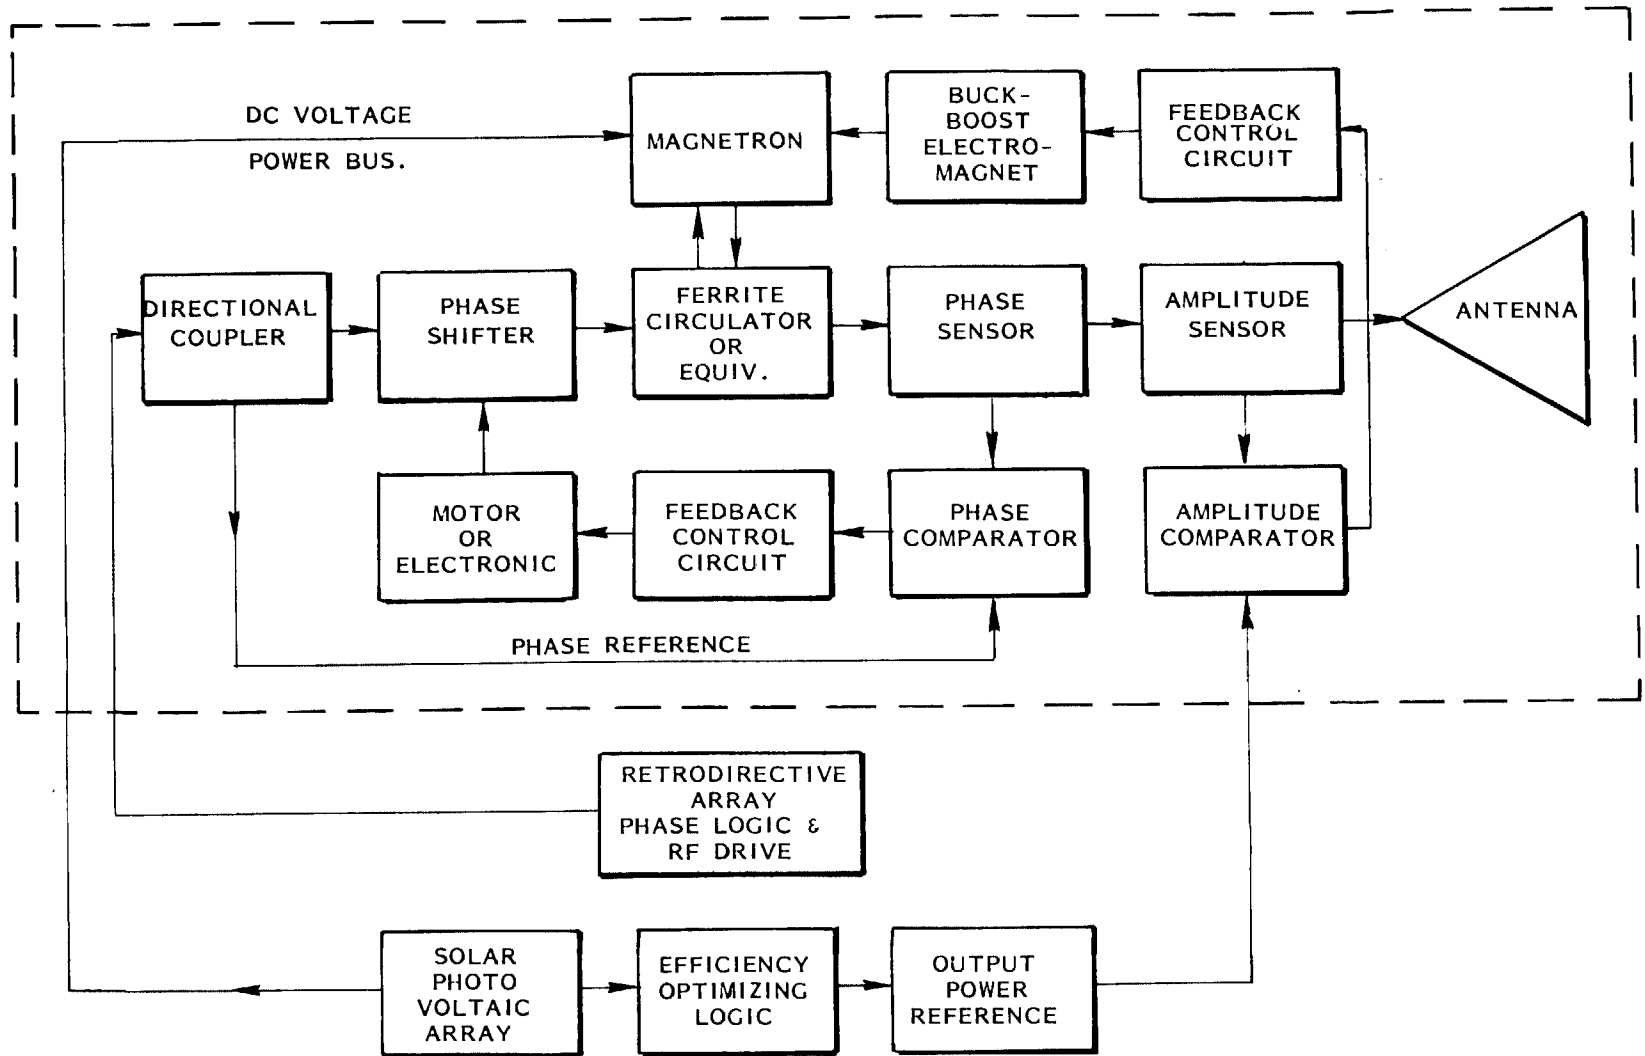 DC VOLTAGE
POWER BUS.
MAGNETRON
BUCK-
BOOST
ELECTRO-
MAGNET
FEEDBACK
CONTROL
CIRCUIT
DIRECTIONAL
COUPLER
PHASE
SHIFTER
FERRITE
CIRCULATOR
OR
EQUIV.
PHASE
SENSOR
AMPLITUDE
SENSOR
ANTENNA
MOTOR
OR
ELECTRONIC
FEEDBACK
CONTROL
CIRCUIT
PHASE
COMPARATOR
AMPLITUDE
COMPARATOR
PHASE REFERENCE
RETRODIRECTIVE
ARRAY
PHASE LOGIC &
RF DRIVE
SOLAR
PHOTO
VOLTAIC
ARRAY
EFFICIENCY
OPTIMIZING
LOGIC
OUTPUT
POWER
REFERENCE